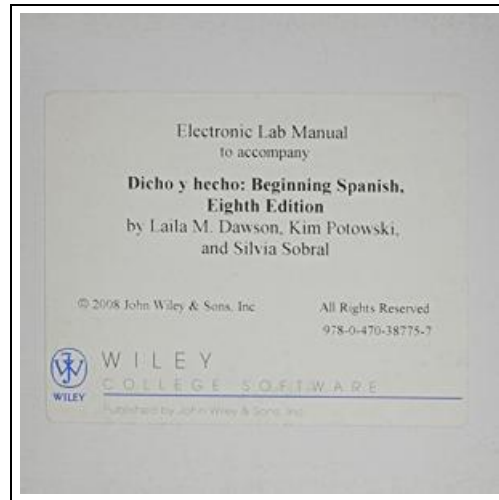 Electronic Lab Manual
to accompany
Dicho y hecho: Beginning Spanish,
Eighth Edition
by Laila M. Dawson, Kim Potowski,
and Silvia Sobral
© 2008 John Wiley & Sons, Inc
All Rights Reserved
978-0-470-38775-7
WILEY
COLLEGE SOFTWARE
WILEY
Published by John Wiley & Sons, Inc.